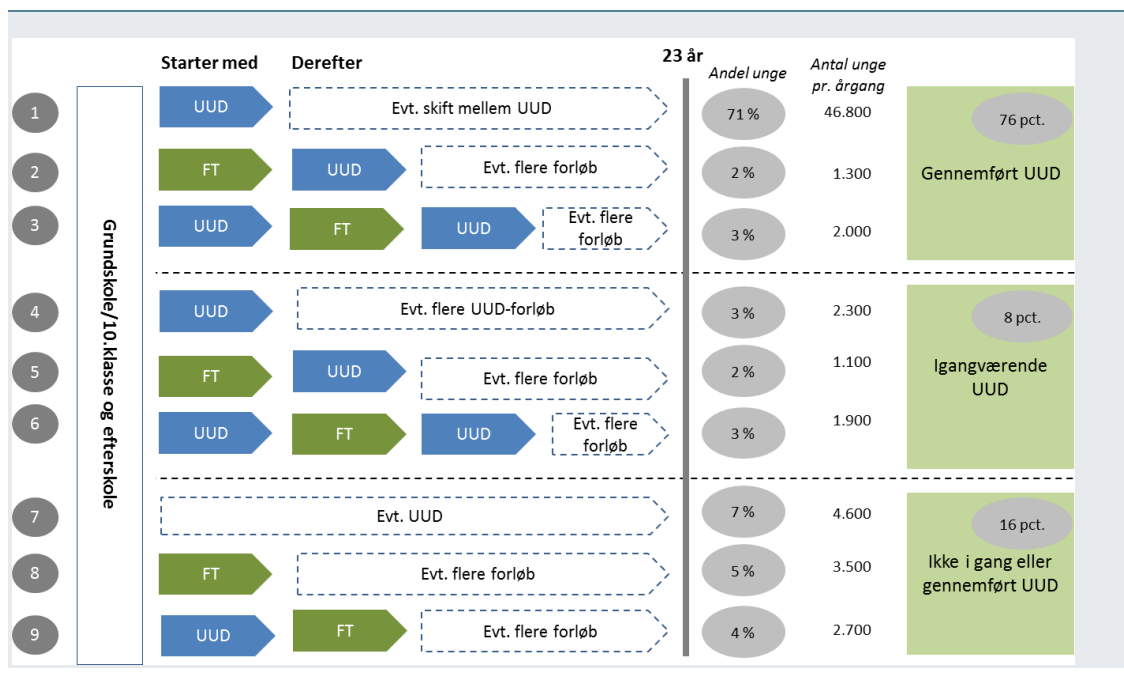 Starter med
Derefter
23 år
Andel unge
Antal unge
pr. årgang
Grundskole/10.klasse og efterskole
1
UUD
Evt. skift mellem UUD
71 %
46.800
76 pct.
2
FT
UUD
Evt. flere forløb
2 %
1.300
Gennemført UUD
3
UUD
FT
UUD
Evt. flere
forløb
3 %
2.000
4
UUD
Evt. flere UUD-forløb
3 %
2.300
8 pct.
5
FT
UUD
Evt. flere forløb
2 %
1.100
Igangværende
UUD
6
UUD
FT
UUD
Evt. flere
forløb
3 %
1.900
7
Evt. UUD
7 %
4.600
16 pct.
8
FT
Evt. flere forløb
5 %
3.500
Ikke i gang eller
gennemført UUD
9
UUD
FT
Evt. flere forløb
4 %
2.700